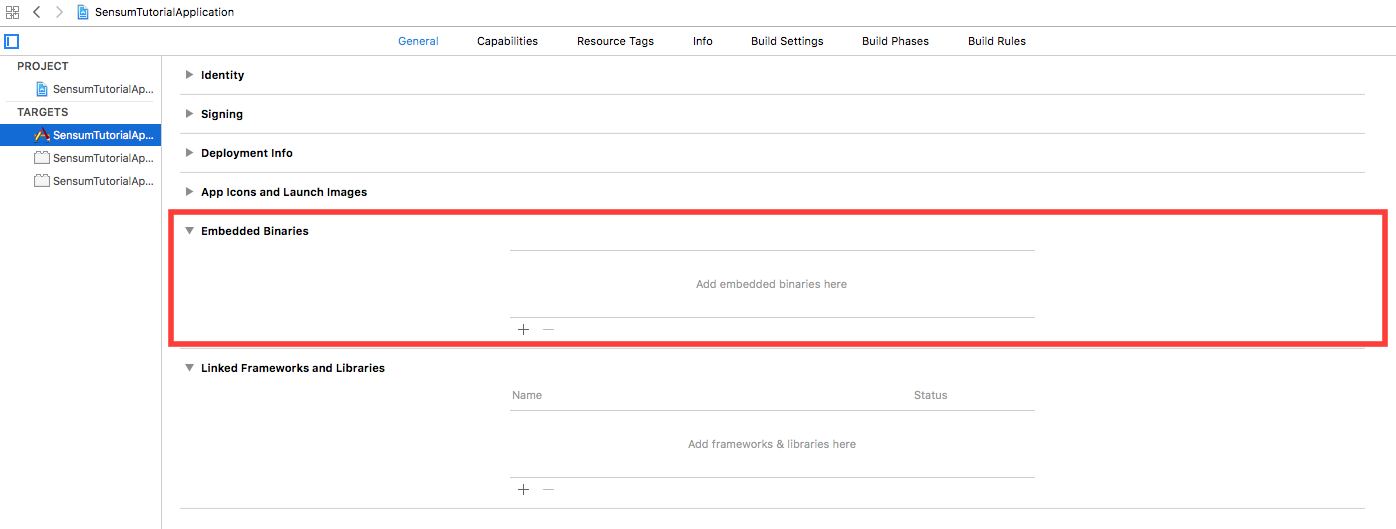 SensumTutorialApplication
General Capabilities Resource Tags Info Build Settings Build Phases Build Rules
PROJECT
SensumTutorialAp...
TARGETS
SensumTutorialAp...
SensumTutorialAp...
SensumTutorialAp...
Identity
Signing
Deployment Info
App Icons and Launch Images
Embedded Binaries
Add embedded binaries here
Linked Frameworks and Libraries
Name Status
Add frameworks & libraries here